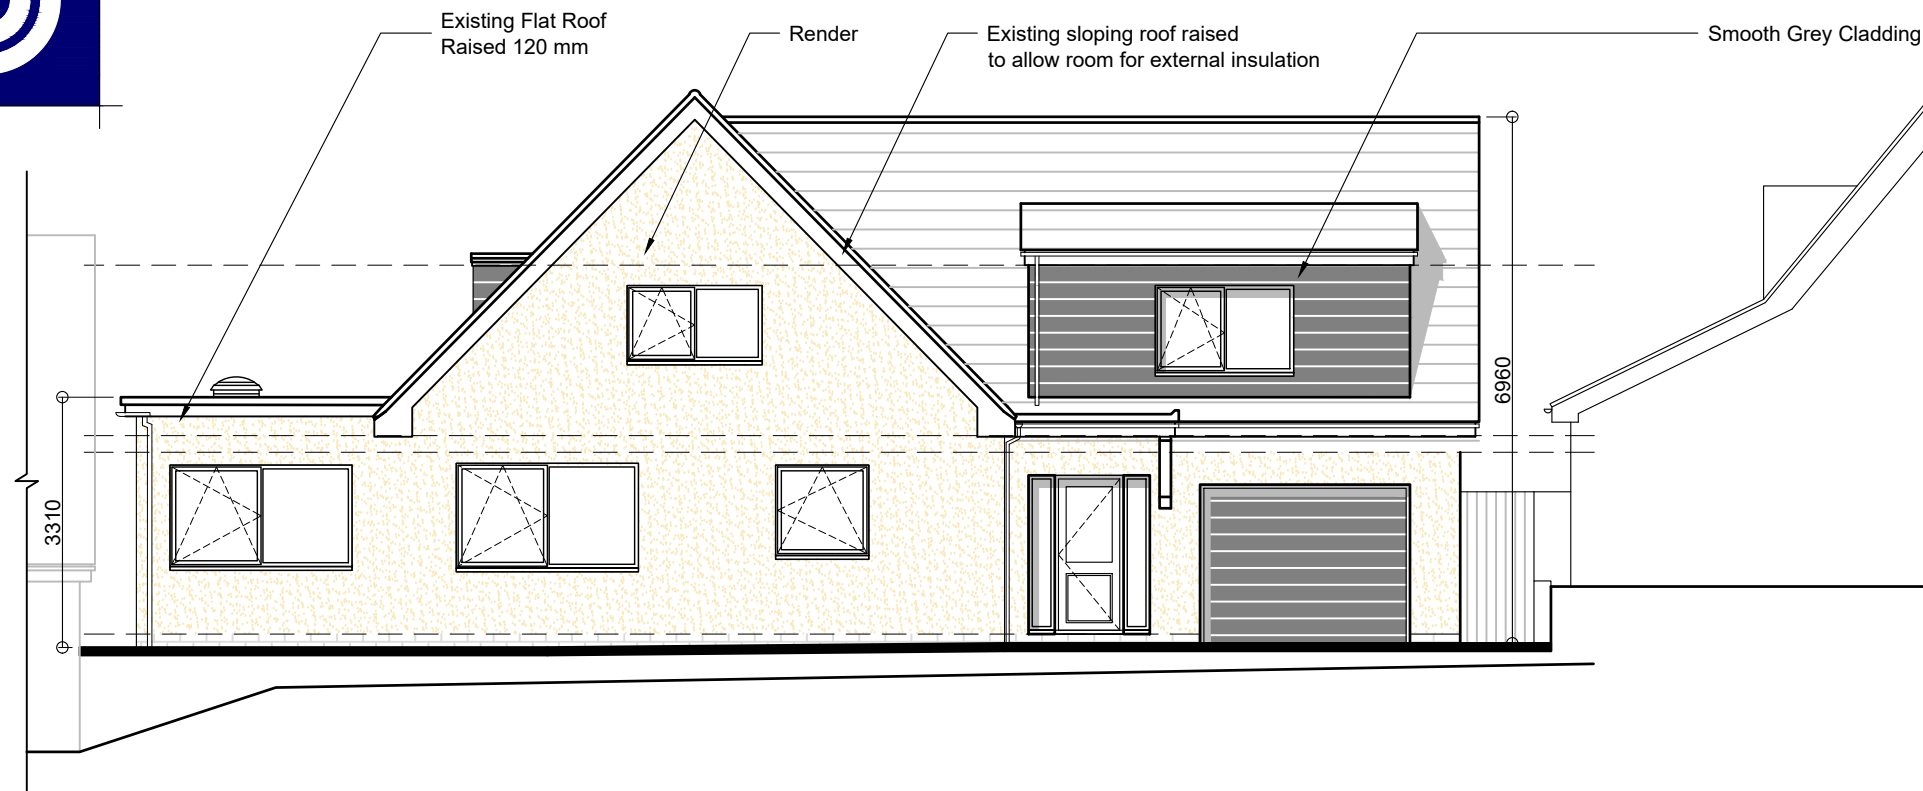 Existing Flat Roof
Raised 120 mm
Render
Existing sloping roof raised
to allow room for external insulation
Smooth Grey Cladding
3310
6960